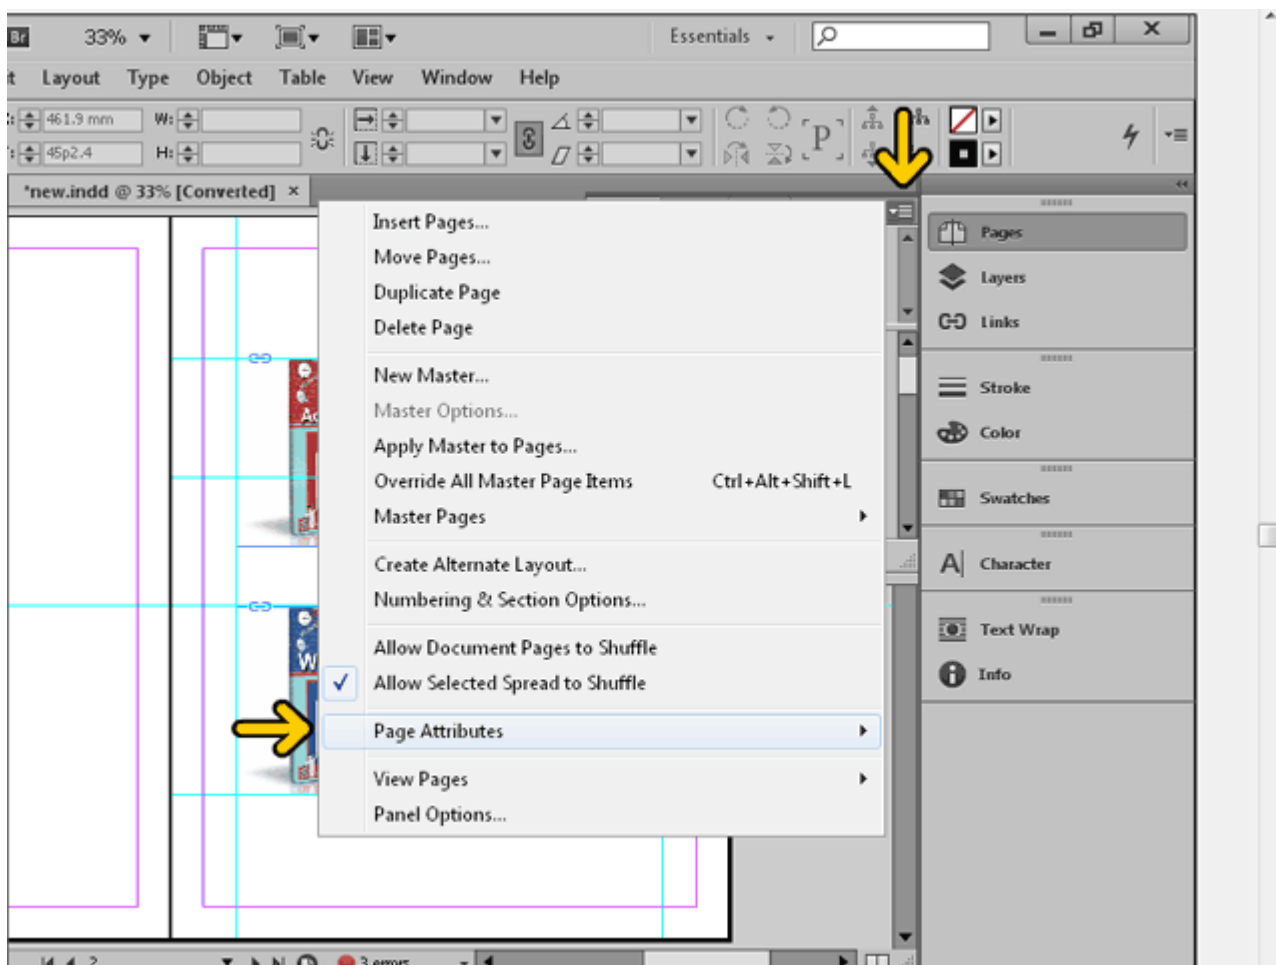 Br 33% Essentials
Layout Type Object Table View Window Help
461.9 mm W:
P
45p2.4 H:
*new.indd @ 33% [Converted] ×
Insert Pages...
Move Pages...
Duplicate Page
Delete Page
New Master...
Master Options...
Apply Master to Pages...
Override All Master Page Items Ctrl+Alt+Shift+L
Master Pages
Create Alternate Layout...
Numbering & Section Options...
Allow Document Pages to Shuffle
Allow Selected Spread to Shuffle
Page Attributes
View Pages
Panel Options...
Pages
Layers
Links
Stroke
Color
Swatches
A Character
Text Wrap
Info
2 3 errors